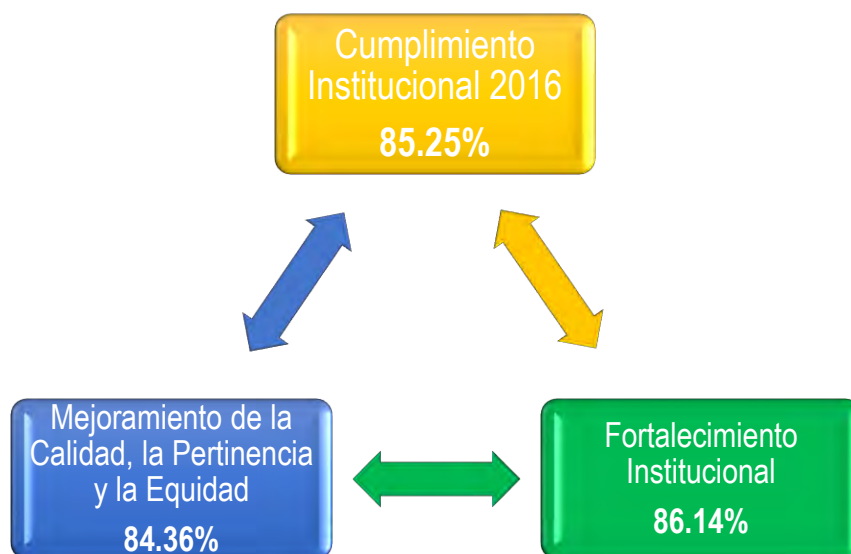 Cumplimiento
Institucional 2016
85.25%
Mejoramiento de la
Calidad, la Pertinencia
y la Equidad
84.36%
Fortalecimiento
Institucional
86.14%